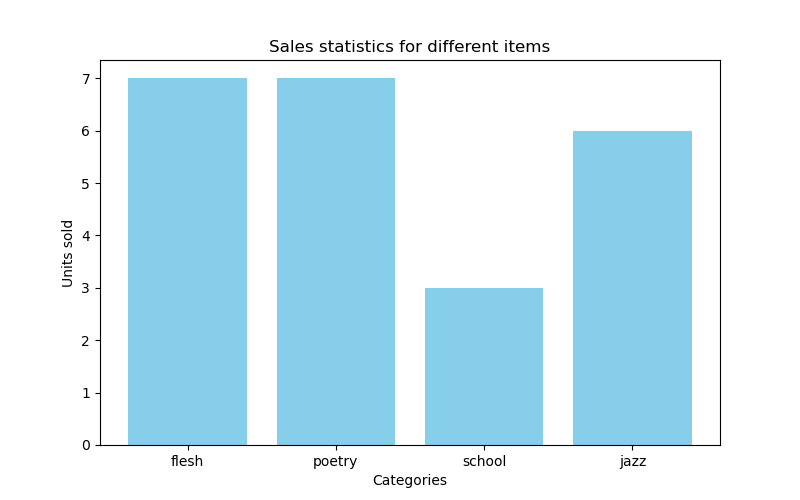 Sales statistics for different items
Units sold
7
6
5
4
3
2
1
0
flesh poetry school jazz
Categories